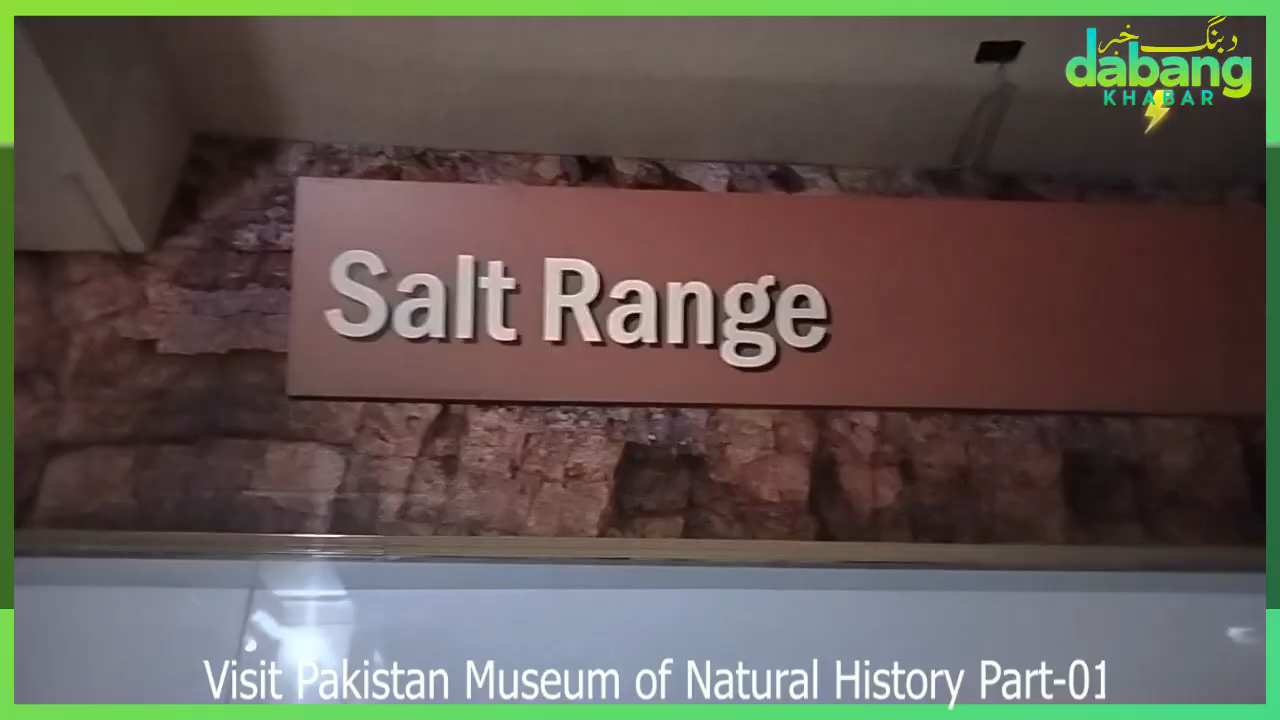 دبنگ خبر
dabang
KHABAR
Salt Range
Visit Pakistan Museum of Natural History Part-01